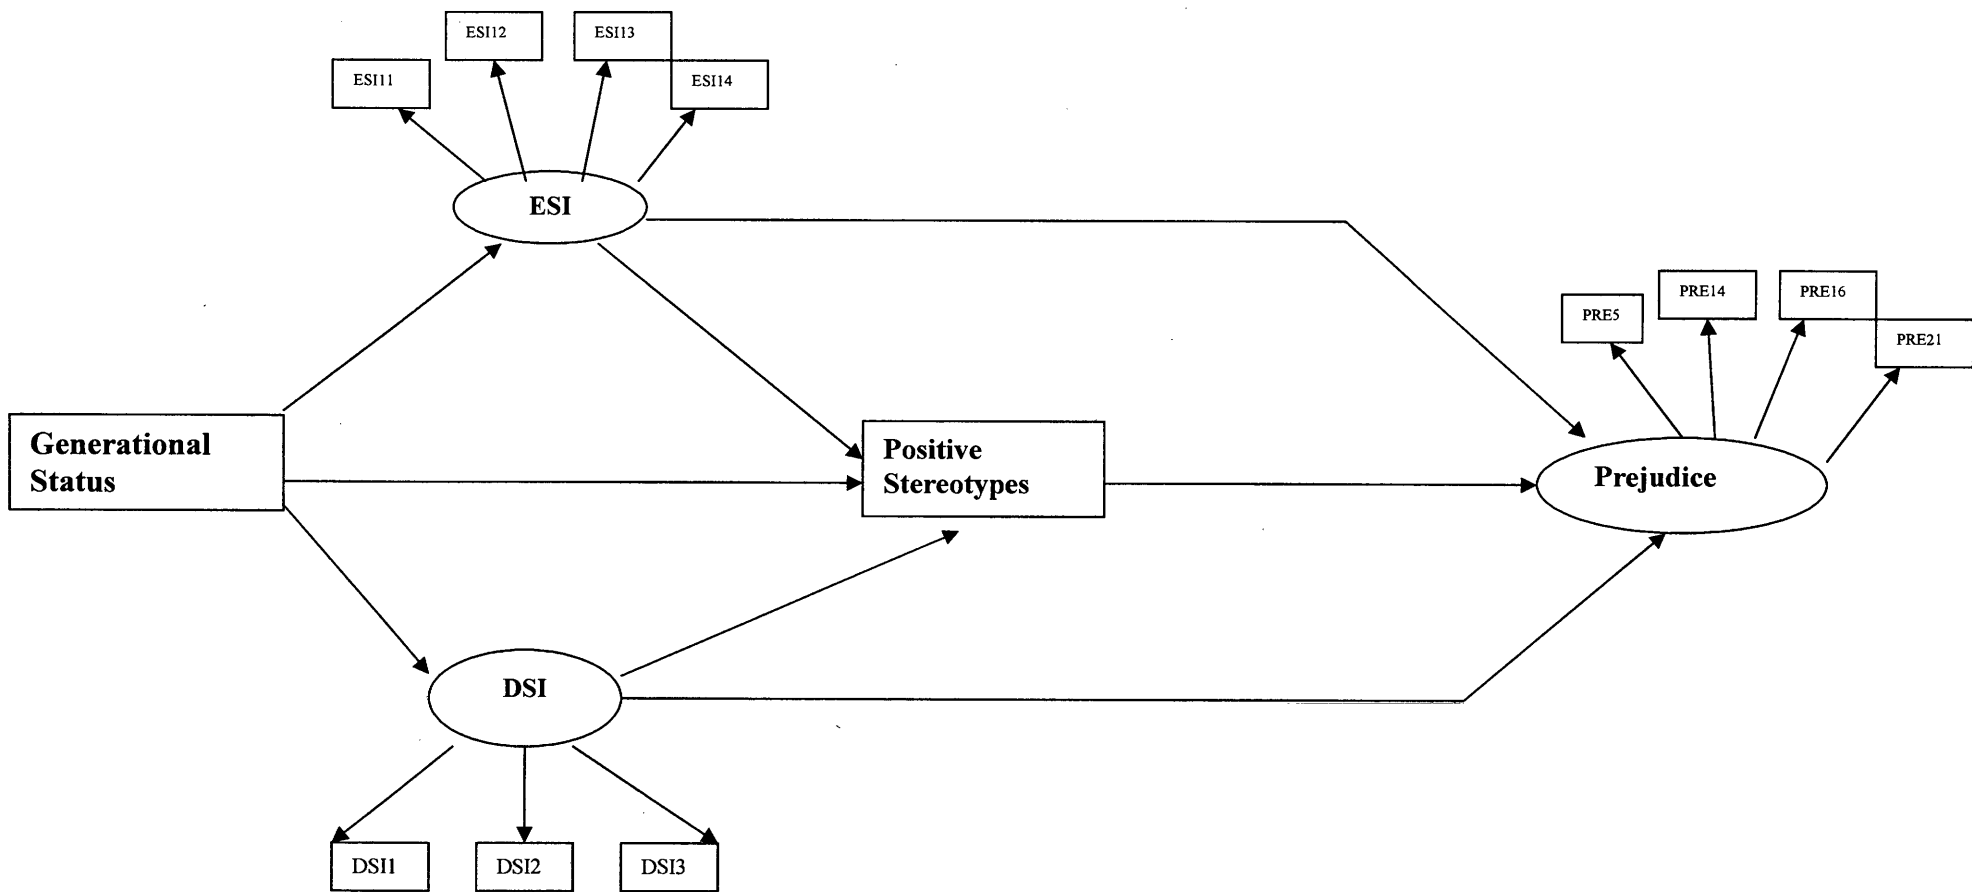 ESI12
ESI13
ESI11
ESI14
ESI
PRE14
PRE16
PRE5
PRE21
Generational
Status
Positive
Stereotypes
Prejudice
DSI
DSI1
DSI2
DSI3